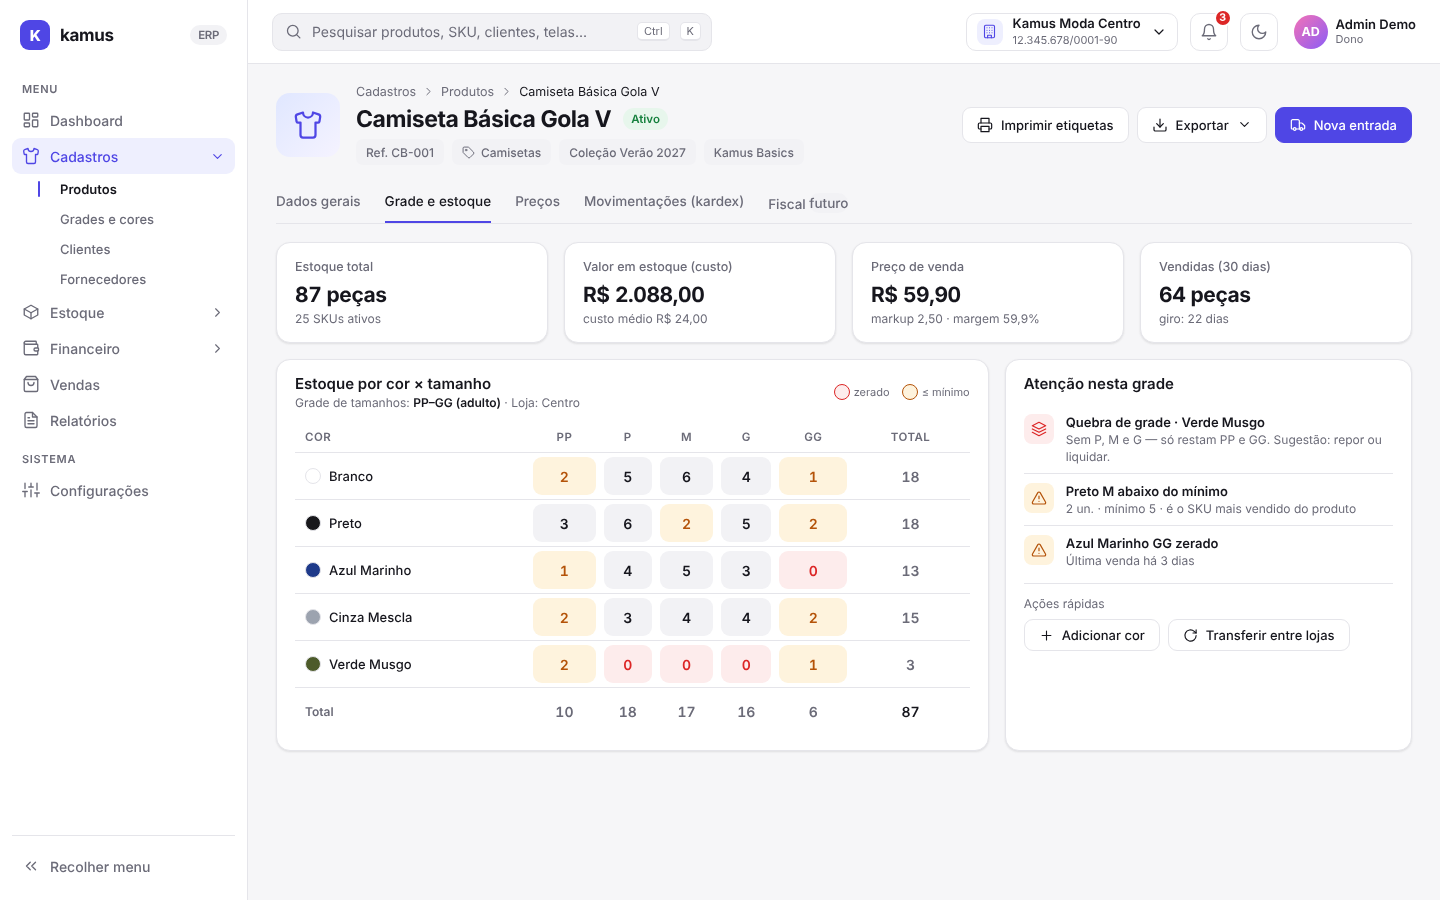 K kamus ERP
MENU
Dashboard
Cadastros
Produtos
Grades e cores
Clientes
Fornecedores
Estoque
Financeiro
Vendas
Relatórios
SISTEMA
Configurações
Recolher menu
Pesquisar produtos, SKU, clientes, telas... Ctrl K
Kamus Moda Centro
12.345.678/0001-90
3
AD
Admin Demo
Dono
Cadastros Produtos Camiseta Básica Gola V
Camiseta Básica Gola V Ativo
Ref. CB-001 Camisetas Coleção Verão 2027 Kamus Basics
Imprimir etiquetas Exportar Nova entrada
Dados gerais Grade e estoque Preços Movimentações (kardex) Fiscal futuro
Estoque total
87 peças
25 SKUs ativos
Valor em estoque (custo)
R$ 2.088,00
custo médio R$ 24,00
Preço de venda
R$ 59,90
markup 2,50 · margem 59,9%
Vendidas (30 dias)
64 peças
giro: 22 dias
Estoque por cor × tamanho
Grade de tamanhos: PP–GG (adulto) · Loja: Centro
zerado ≤ mínimo
COR PP P M G GG TOTAL
Branco 2 5 6 4 1 18
Preto 3 6 2 5 2 18
Azul Marinho 1 4 5 3 0 13
Cinza Mescla 2 3 4 4 2 15
Verde Musgo 2 0 0 0 1 3
Total 10 18 17 16 6 87
Atenção nesta grade
Quebra de grade · Verde Musgo
Sem P, M e G — só restam PP e GG. Sugestão: repor ou
liquidar.
Preto M abaixo do mínimo
2 un. · mínimo 5 · é o SKU mais vendido do produto
Azul Marinho GG zerado
Última venda há 3 dias
Ações rápidas
Adicionar cor Transferir entre lojas